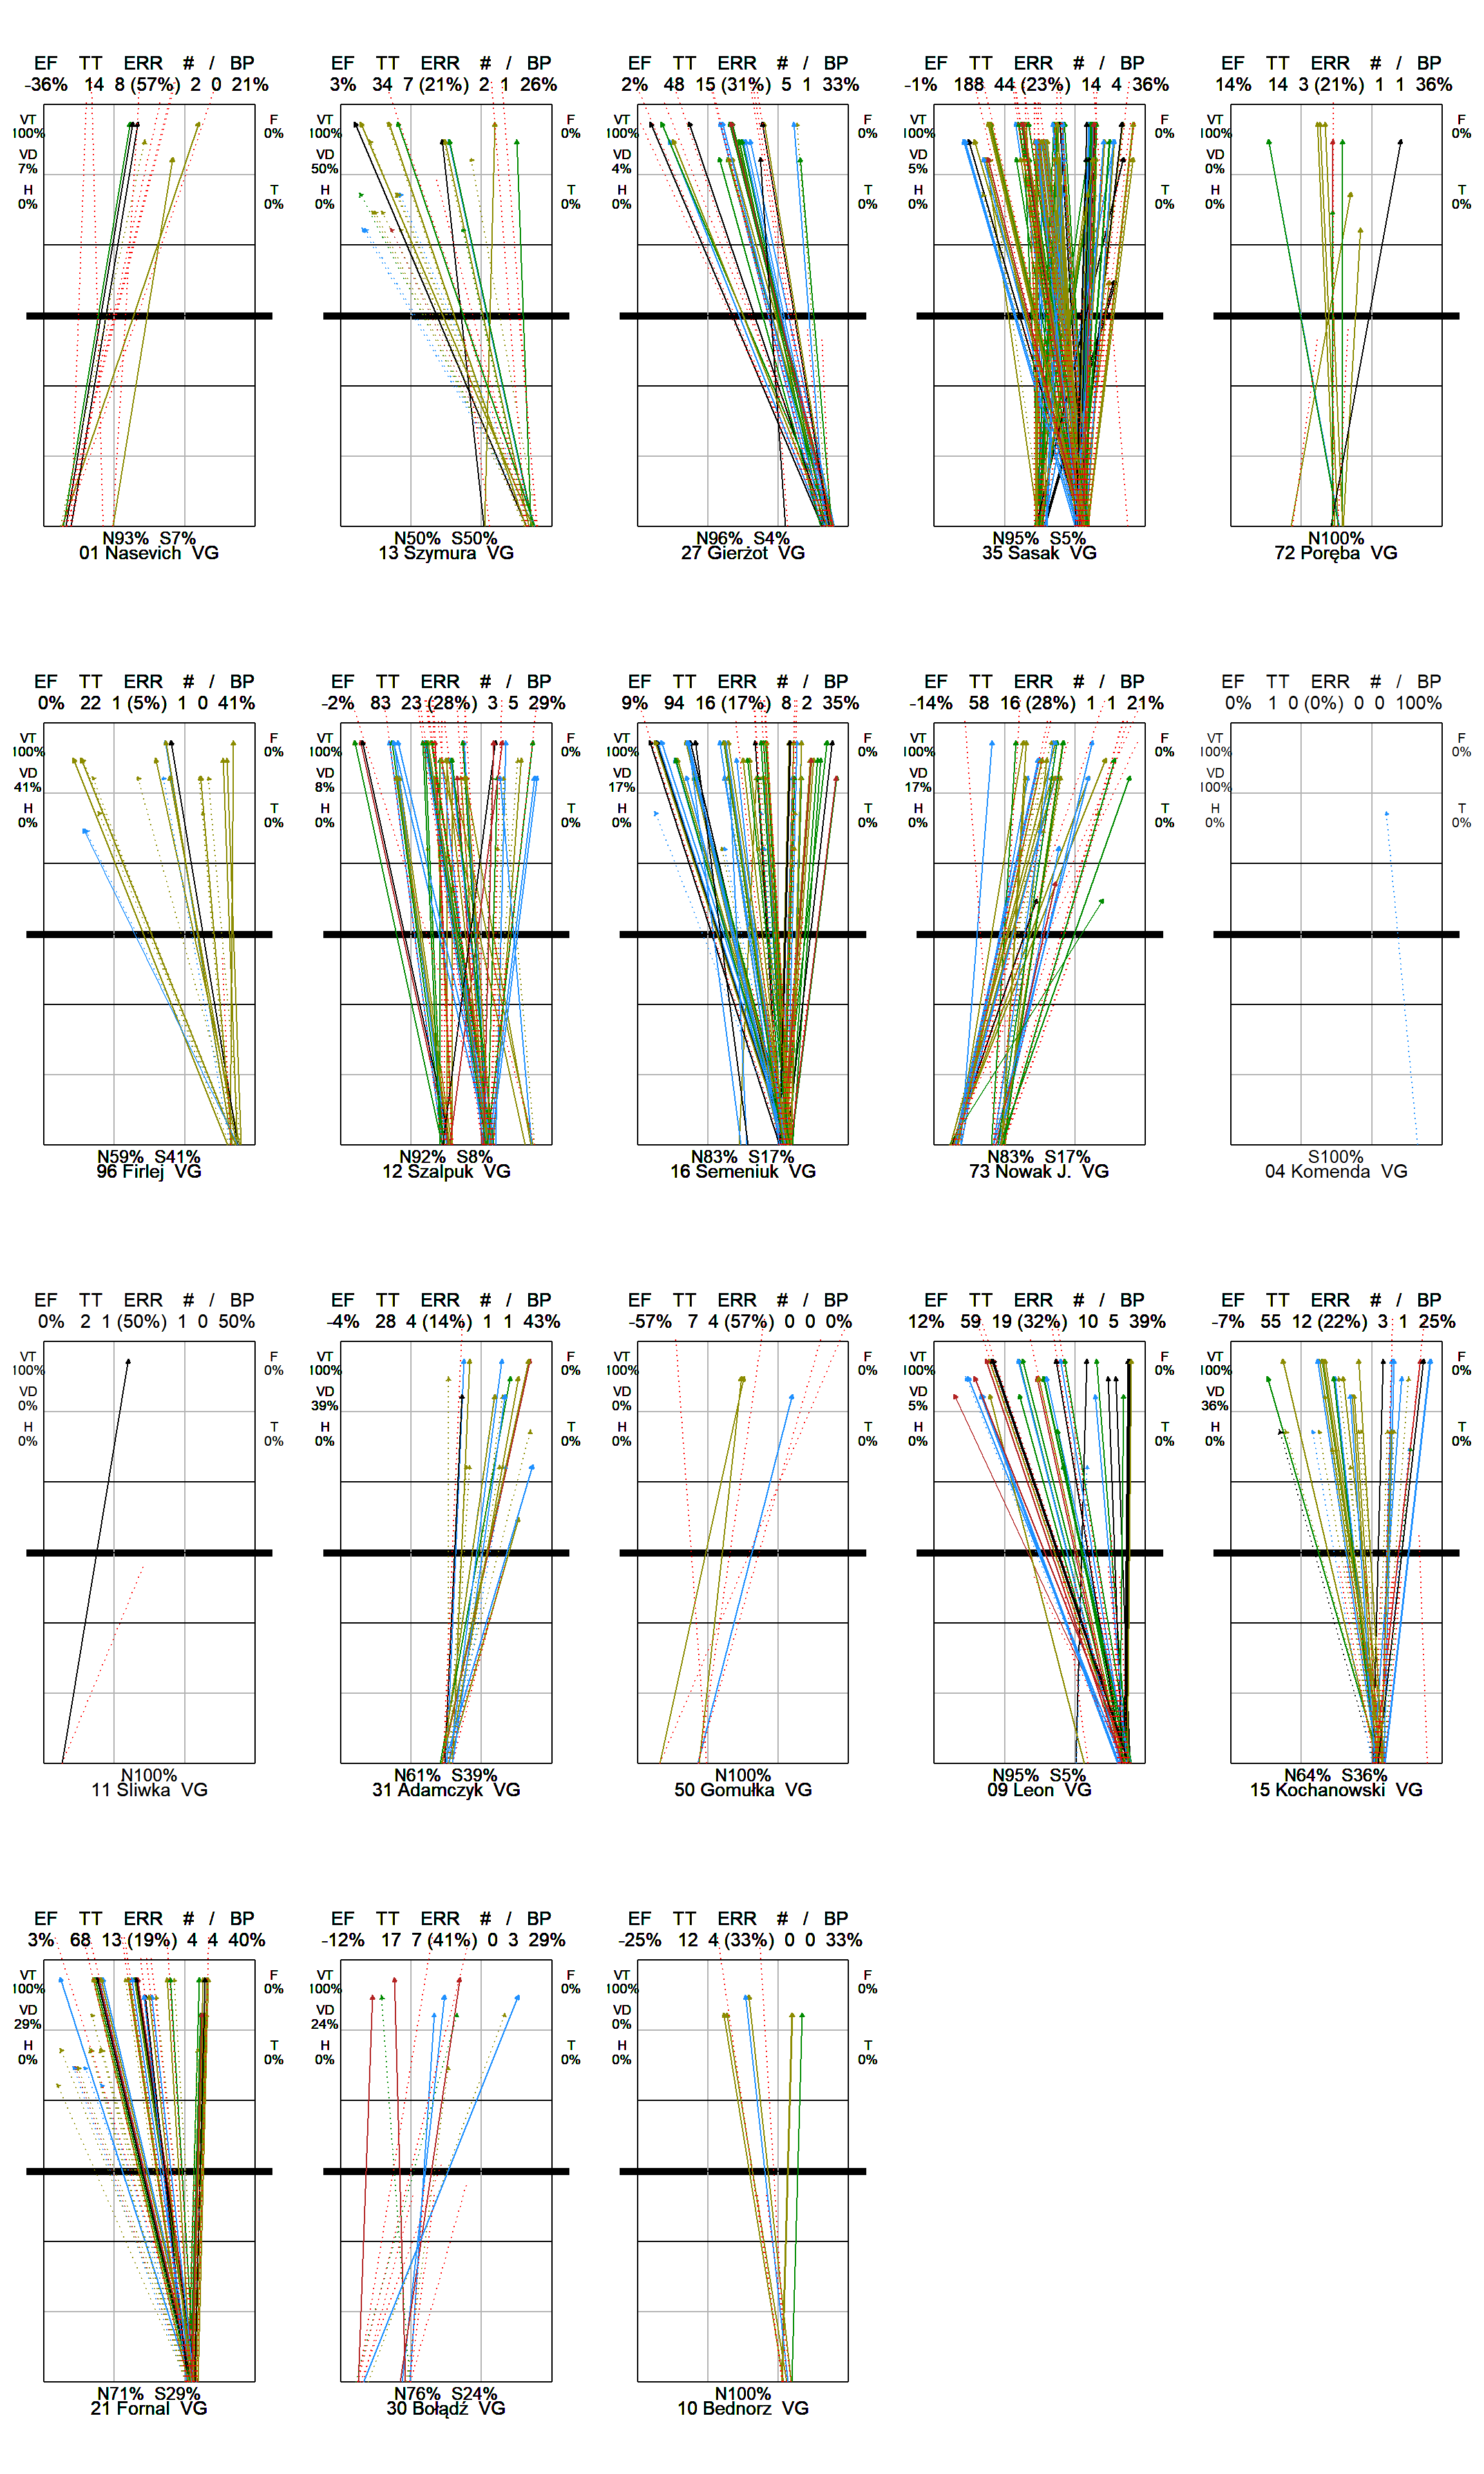 EF TT ERR # / BP
-36% 14 8 (57%) 2 0 21%
VT
100%
VD
7%
H
0%
F
0%
T
0%
N93% S7%
01 Nasevich VG
EF TT ERR # / BP
3% 34 7 (21%) 2 1 26%
VT
100%
VD
50%
H
0%
F
0%
T
0%
N50% S50%
13 Szymura VG
EF TT ERR # / BP
2% 48 15 (31%) 5 1 33%
VT
100%
VD
4%
H
0%
F
0%
T
0%
N96% S4%
27 Gierżot VG
EF TT ERR # / BP
-1% 188 44 (23%) 14 4 36%
VT
100%
VD
5%
H
0%
F
0%
T
0%
N95% S5%
35 Sasak VG
EF TT ERR # / BP
14% 14 3 (21%) 1 1 36%
VT
100%
VD
0%
H
0%
F
0%
T
0%
N100%
72 Poręba VG
EF TT ERR # / BP
0% 22 1 (5%) 1 0 41%
VT
100%
VD
41%
H
0%
F
0%
T
0%
N59% S41%
96 Firlej VG
EF TT ERR # / BP
-2% 83 23 (28%) 3 5 29%
VT
100%
VD
8%
H
0%
F
0%
T
0%
N92% S8%
12 Szalpuk VG
EF TT ERR # / BP
9% 94 16 (17%) 8 2 35%
VT
100%
VD
17%
H
0%
F
0%
T
0%
N83% S17%
16 Semeniuk VG
EF TT ERR # / BP
-14% 58 16 (28%) 1 1 21%
VT
100%
VD
17%
H
0%
F
0%
T
0%
N83% S17%
73 Nowak J. VG
EF TT ERR # / BP
0% 1 0 (0%) 0 0 100%
VT
100%
VD
100%
H
0%
F
0%
T
0%
S100%
04 Komenda VG
EF TT ERR # / BP
0% 2 1 (50%) 1 0 50%
VT
100%
VD
0%
H
0%
F
0%
T
0%
N100%
11 Śliwka VG
EF TT ERR # / BP
-4% 28 4 (14%) 1 1 43%
VT
100%
VD
39%
H
0%
F
0%
T
0%
N61% S39%
31 Adamczyk VG
EF TT ERR # / BP
-57% 7 4 (57%) 0 0 0%
VT
100%
VD
0%
H
0%
F
0%
T
0%
N100%
50 Gomułka VG
EF TT ERR # / BP
12% 59 19 (32%) 10 5 39%
VT
100%
VD
5%
H
0%
F
0%
T
0%
N95% S5%
09 Leon VG
EF TT ERR # / BP
-7% 55 12 (22%) 3 1 25%
VT
100%
VD
36%
H
0%
F
0%
T
0%
N64% S36%
15 Kochanowski VG
EF TT ERR # / BP
3% 68 13 (19%) 4 4 40%
VT
100%
VD
29%
H
0%
F
0%
T
0%
N71% S29%
21 Fornal VG
EF TT ERR # / BP
-12% 17 7 (41%) 0 3 29%
VT
100%
VD
24%
H
0%
F
0%
T
0%
N76% S24%
30 Bołądź VG
EF TT ERR # / BP
-25% 12 4 (33%) 0 0 33%
VT
100%
VD
0%
H
0%
F
0%
T
0%
N100%
10 Bednorz VG